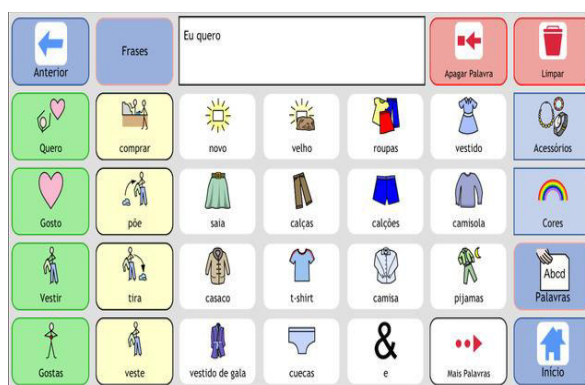 Anterior
Frases
Eu quero
Apagar Palavra
Limpar
Quero
comprar
novo
velho
roupas
vestido
Acessórios
Gosto
põe
saia
calças
calções
camisola
Cores
Vestir
tira
casaco
t-shirt
camisa
pijamas
Abcd
Palavras
Gostas
veste
vestido de gala
cuecas
&
e
Mais Palavras
Início